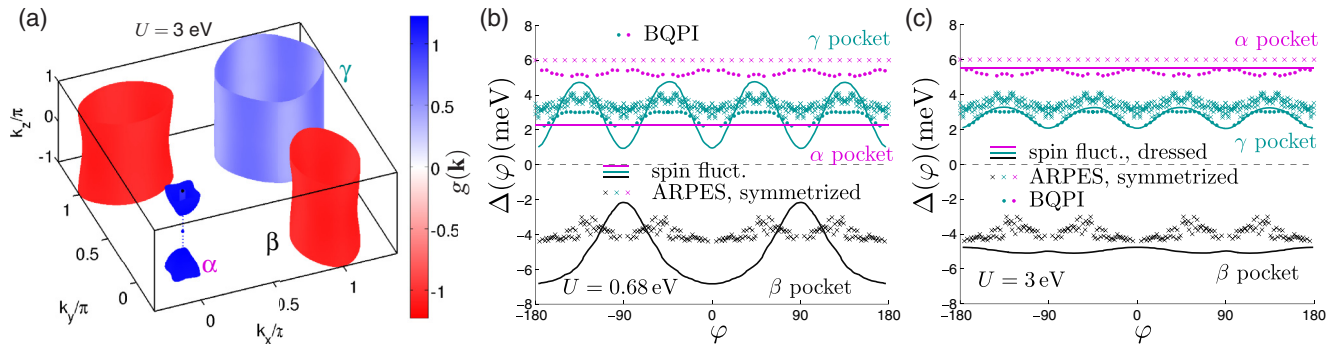 (a)
U = 3 eV
γ
k_z/π
1
0
-1
1
0.5
0
k_y/π
α
β
0
0.5
1
k_x/π
1
0.5
0
-0.5
-1
g(k)
(b)
BQPI
γ pocket
8
6
4
2
0
−2
−4
−6
−8
Δ(φ)(meV)
α pocket
spin fluct.
ARPES, symmetrized
U = 0.68 eV
β pocket
−180
−90
0
90
180
φ
(c)
α pocket
8
6
4
2
0
−2
−4
−6
−8
Δ(φ)(meV)
γ pocket
spin fluct., dressed
ARPES, symmetrized
BQPI
β pocket
U = 3 eV
−180
−90
0
90
180
φ